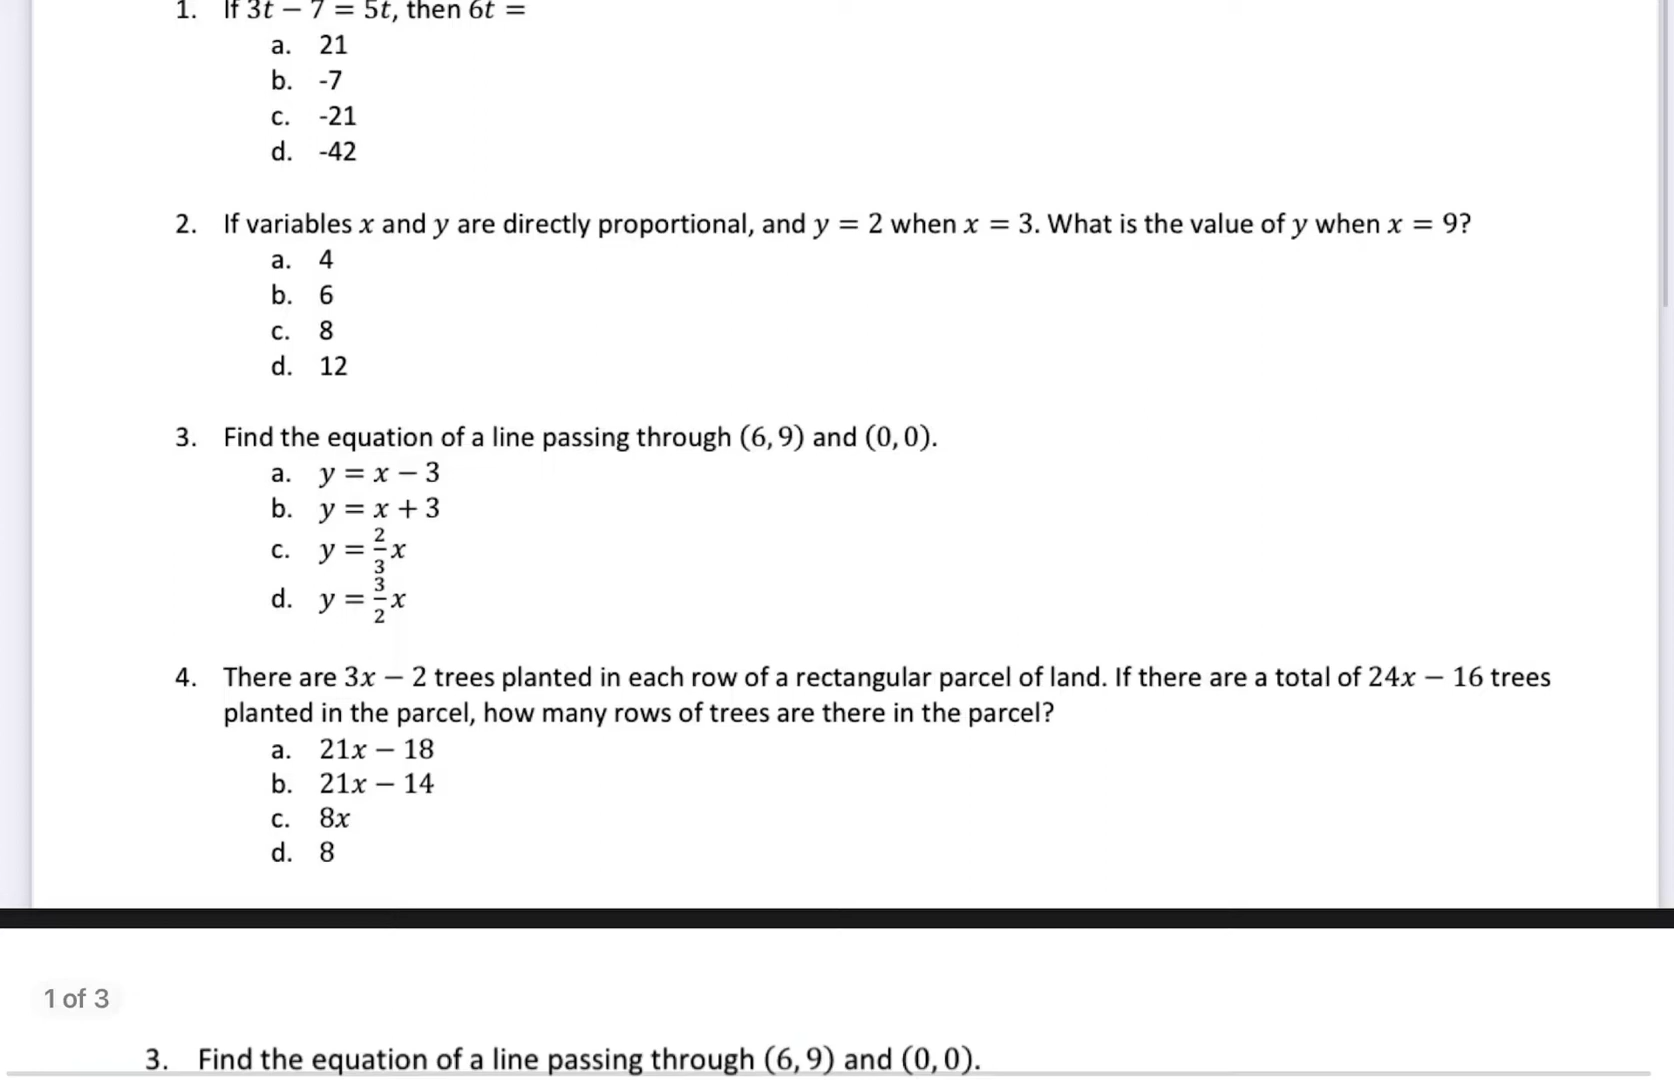 1. If 3t − 7 = 5t, then 6t =
a. 21
b. -7
c. -21
d. -42
2. If variables x and y are directly proportional, and y = 2 when x = 3. What is the value of y when x = 9?
a. 4
b. 6
c. 8
d. 12
3. Find the equation of a line passing through (6, 9) and (0, 0).
a. y = x − 3
b. y = x + 3
c. y = 2/3 x
d. y = 3/2 x
4. There are 3x − 2 trees planted in each row of a rectangular parcel of land. If there are a total of 24x − 16 trees
planted in the parcel, how many rows of trees are there in the parcel?
a. 21x − 18
b. 21x − 14
c. 8x
d. 8
1 of 3
3. Find the equation of a line passing through (6, 9) and (0, 0).